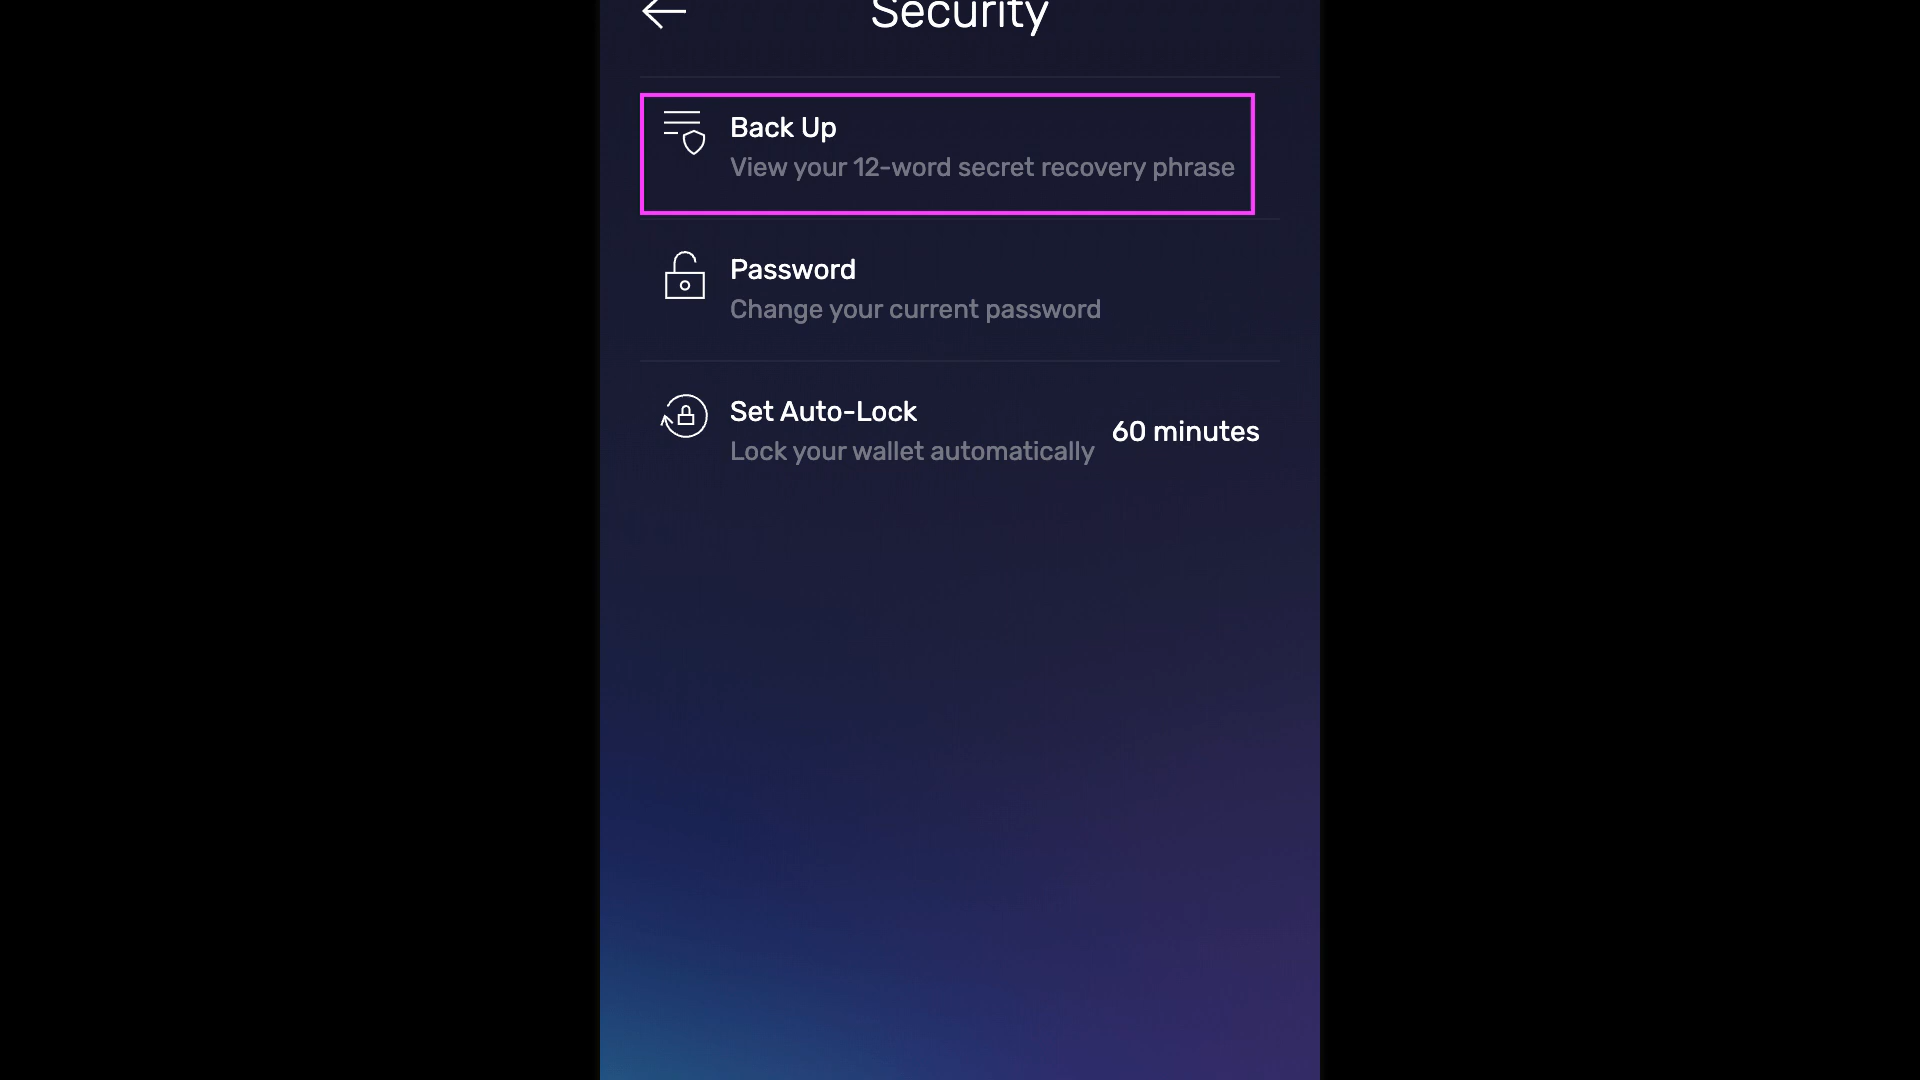 Security
Back Up
View your 12-word secret recovery phrase
Password
Change your current password
Set Auto-Lock
Lock your wallet automatically
60 minutes